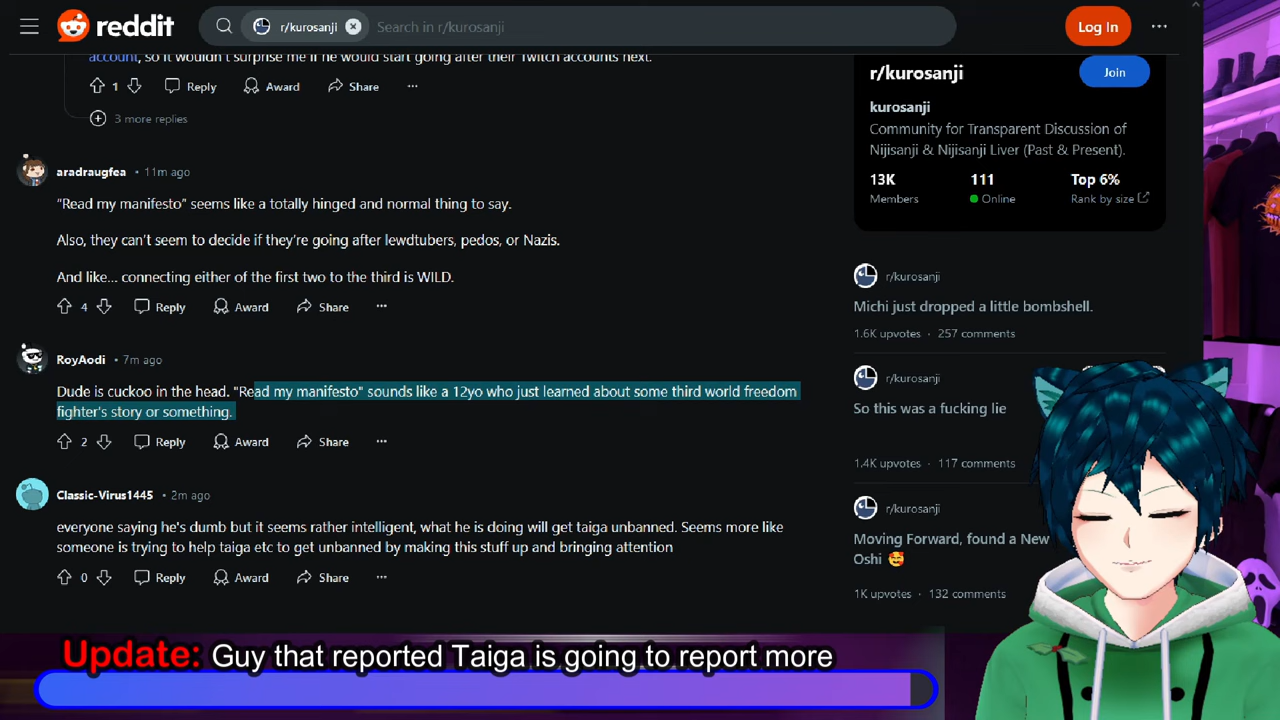 reddit
r/kurosanji
Search in r/kurosanji
Log In
account, so it wouldn't surprise me if he would start going after their Twitch accounts next.
1 Reply Award Share
3 more replies
aradraugfea • 11m ago
"Read my manifesto" seems like a totally hinged and normal thing to say.
Also, they can't seem to decide if they're going after lewdtubers, pedos, or Nazis.
And like... connecting either of the first two to the third is WILD.
4 Reply Award Share
RoyAodi • 7m ago
Dude is cuckoo in the head. "Read my manifesto" sounds like a 12yo who just learned about some third world freedom
fighter's story or something.
2 Reply Award Share
Classic-Virus1445 • 2m ago
everyone saying he's dumb but it seems rather intelligent, what he is doing will get taiga unbanned. Seems more like
someone is trying to help taiga etc to get unbanned by making this stuff up and bringing attention
0 Reply Award Share
r/kurosanji
Join
kurosanji
Community for Transparent Discussion of
Nijisanji & Nijisanji Liver (Past & Present).
13K 111 Top 6%
Members Online Rank by size
r/kurosanji
Michi just dropped a little bombshell.
1.6K upvotes • 257 comments
r/kurosanji
So this was a fucking lie
1.4K upvotes • 117 comments
r/kurosanji
Moving Forward, found a New
Oshi 🥰
1K upvotes • 132 comments
Update: Guy that reported Taiga is going to report more